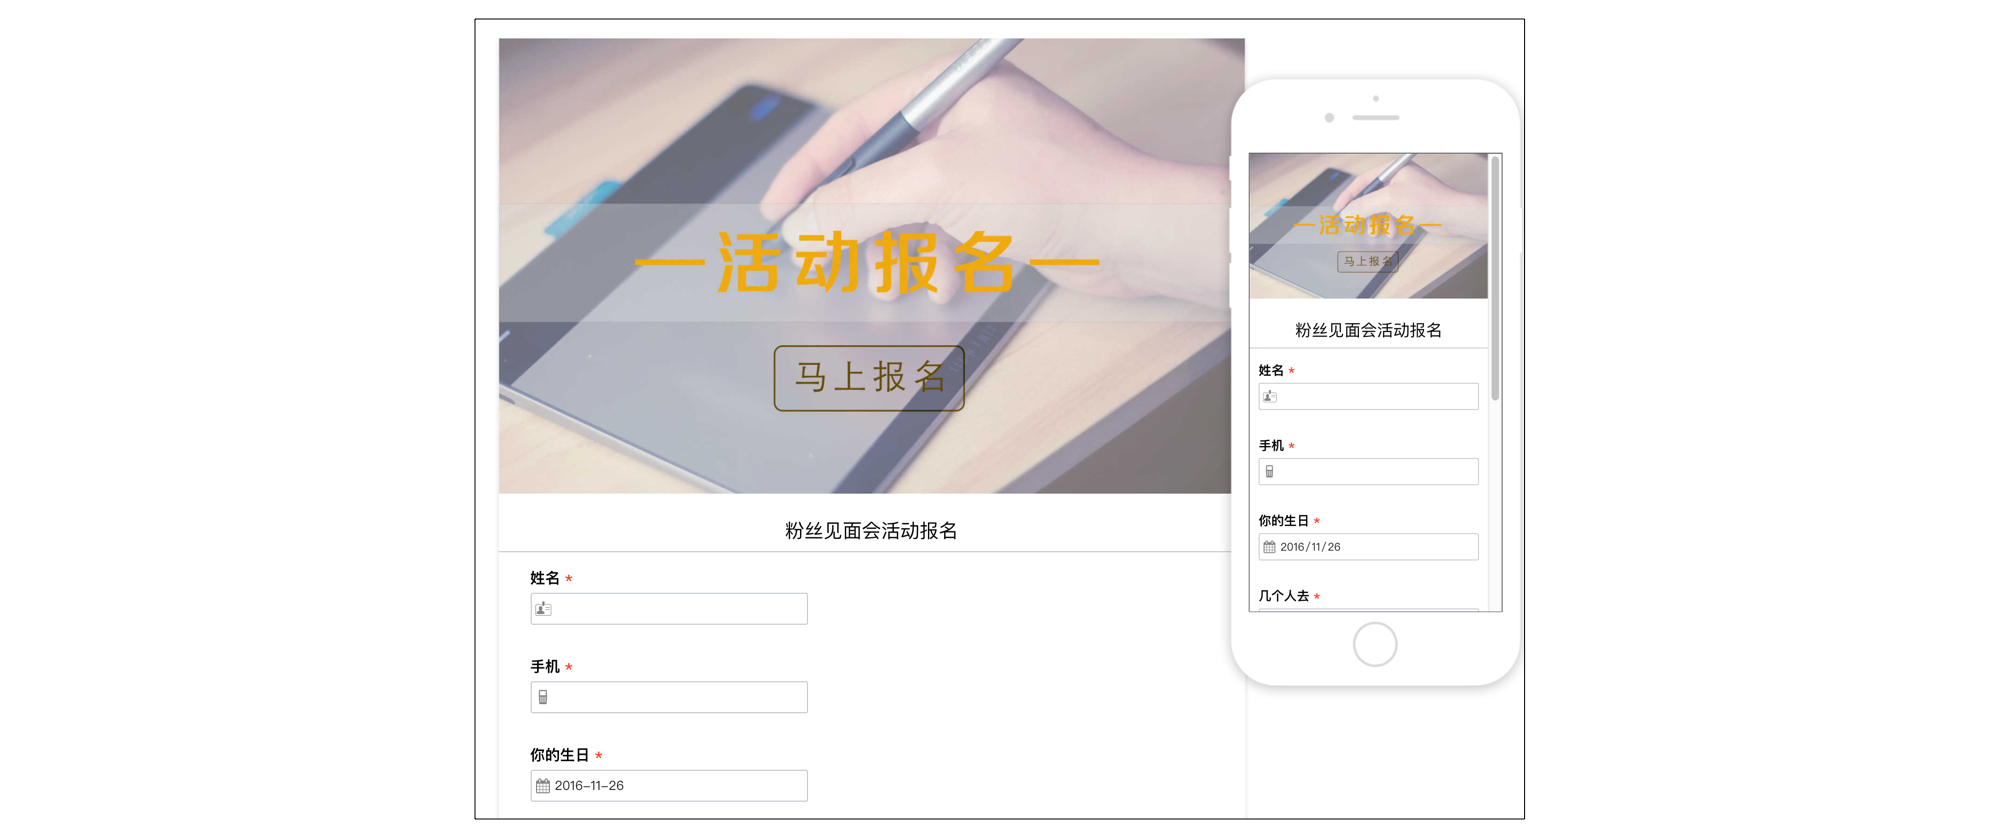 活动报名
马上报名
粉丝见面会活动报名
姓名 *
手机 *
你的生日 *
2016-11-26
活动报名
马上报名
粉丝见面会活动报名
姓名 *
手机 *
你的生日 *
2016/11/26
几个人去 *